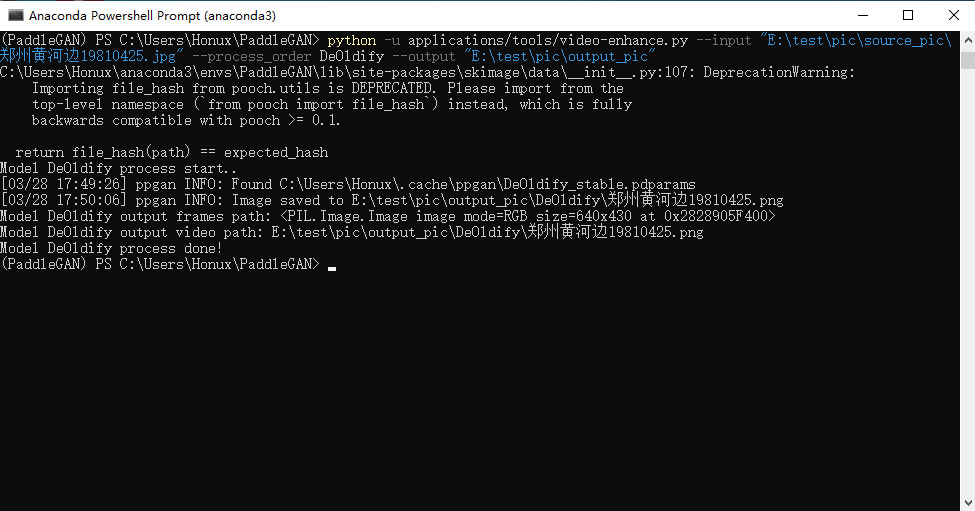 Anaconda Powershell Prompt (anaconda3)
(PaddleGAN) PS C:\Users\Honux\PaddleGAN> python -u applications/tools/video-enhance.py --input "E:\test\pic\source_pic\
郑州黄河边19810425.jpg" --process_order DeOldify --output "E:\test\pic\output_pic"
C:\Users\Honux\anaconda3\envs\PaddleGAN\lib\site-packages\skimage\data\__init__.py:107: DeprecationWarning:
Importing file_hash from pooch.utils is DEPRECATED. Please import from the
top-level namespace (`from pooch import file_hash`) instead, which is fully
backwards compatible with pooch >= 0.1.
return file_hash(path) == expected_hash
Model DeOldify process start..
[03/28 17:49:26] ppgan INFO: Found C:\Users\Honux\.cache\ppgan\DeOldify_stable.pdparams
[03/28 17:50:06] ppgan INFO: Image saved to E:\test\pic\output_pic\DeOldify\郑州黄河边19810425.png
Model DeOldify output frames path: <PIL.Image.Image image mode=RGB size=640x430 at 0x2828905F400>
Model DeOldify output video path: E:\test\pic\output_pic\DeOldify\郑州黄河边19810425.png
Model DeOldify process done!
(PaddleGAN) PS C:\Users\Honux\PaddleGAN>